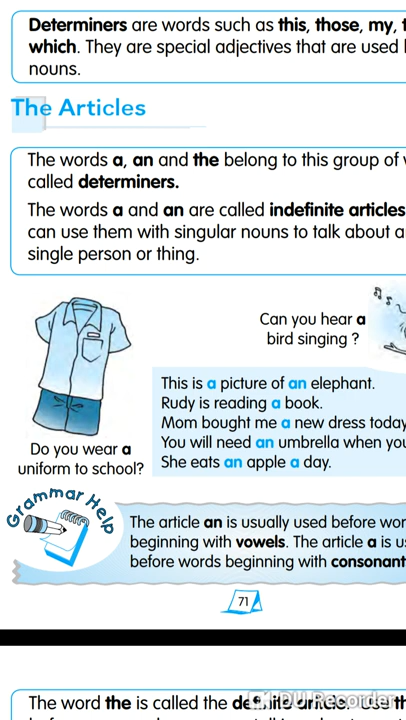 Determiners are words such as this, those, my,
which. They are special adjectives that are used
nouns.
The Articles
The words a, an and the belong to this group of
called determiners.
The words a and an are called indefinite articles
can use them with singular nouns to talk about a
single person or thing.
Can you hear a
bird singing ?
This is a picture of an elephant.
Rudy is reading a book.
Mom bought me a new dress today
You will need an umbrella when
She eats an apple a day.
Do you wear a
uniform to school?
Grammar Help
The article an is usually used before
beginning with vowels. The article a is
before words beginning with consonant
71
The word the is called the definite article. Use
DU Recorder